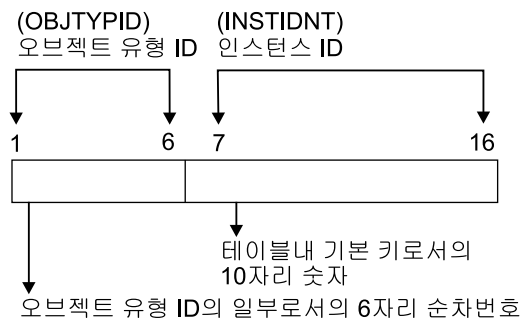 (OBJTYPID) (INSTIDNT)
오브젝트 유형 ID 인스턴스 ID
1 6 7 16
테이블내 기본 키로서의
10자리 숫자
오브젝트 유형 ID의 일부로서의 6자리 순차번호